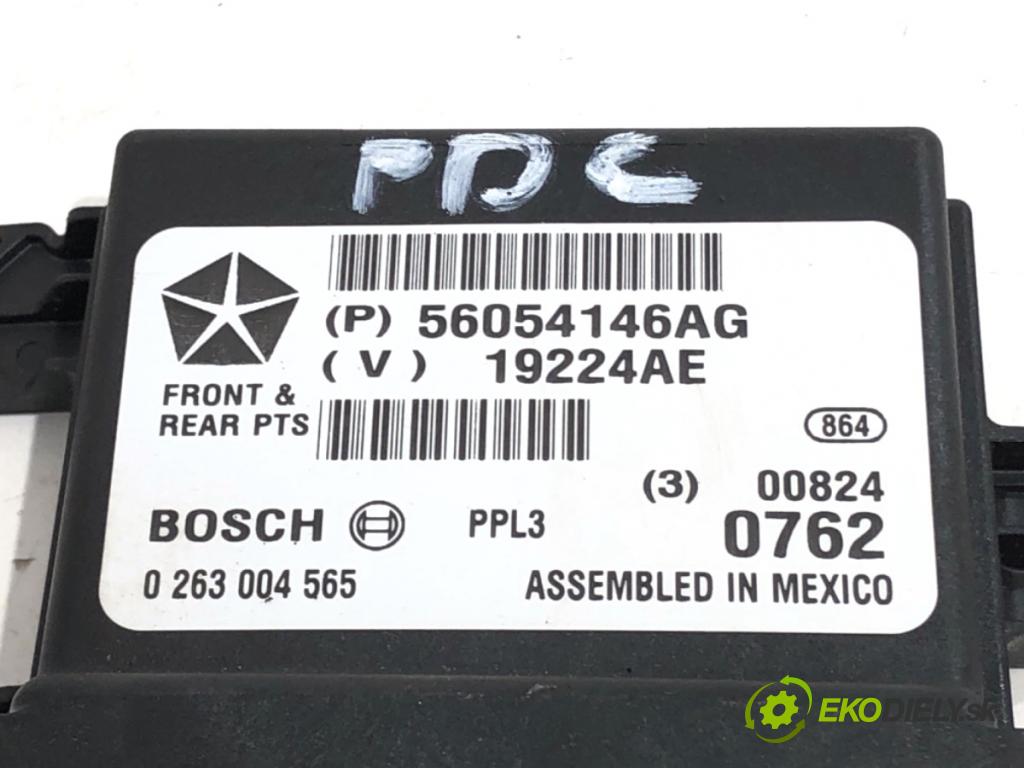 PDC
(P) 56054146AG
(V) 19224AE
FRONT &
REAR PTS
864
(3) 00824
BOSCH PPL3 0762
0 263 004 565 ASSEMBLED IN MEXICO
EKODIELY.sk